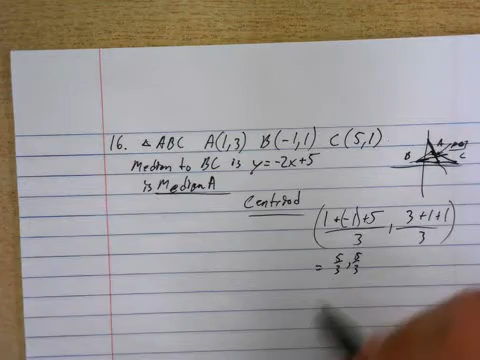 16. △ABC A(1,3) B(-1,1) C(5,1)
Median to BC is y=-2x+5
is Median A
Centriod
(1+(-1)+5/3, 3+1+1/3)
= 5/3, 5/3
A
B
C